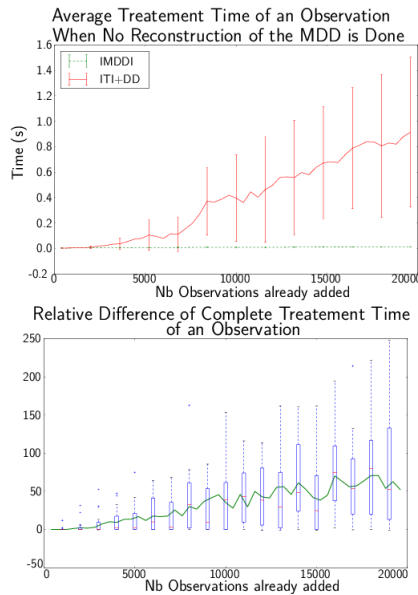 Average Treatement Time of an Observation
When No Reconstruction of the MDD is Done
1.6
1.4
1.2
1.0
0.8
0.6
0.4
0.2
0.0
-0.2
Time (s)
IMDDI
ITI+DD
5000 10000 15000 20000
Nb Observations already added
Relative Difference of Complete Treatement Time
of an Observation
250
200
150
100
50
0
-50
0 5000 10000 15000 20000
Nb Observations already added